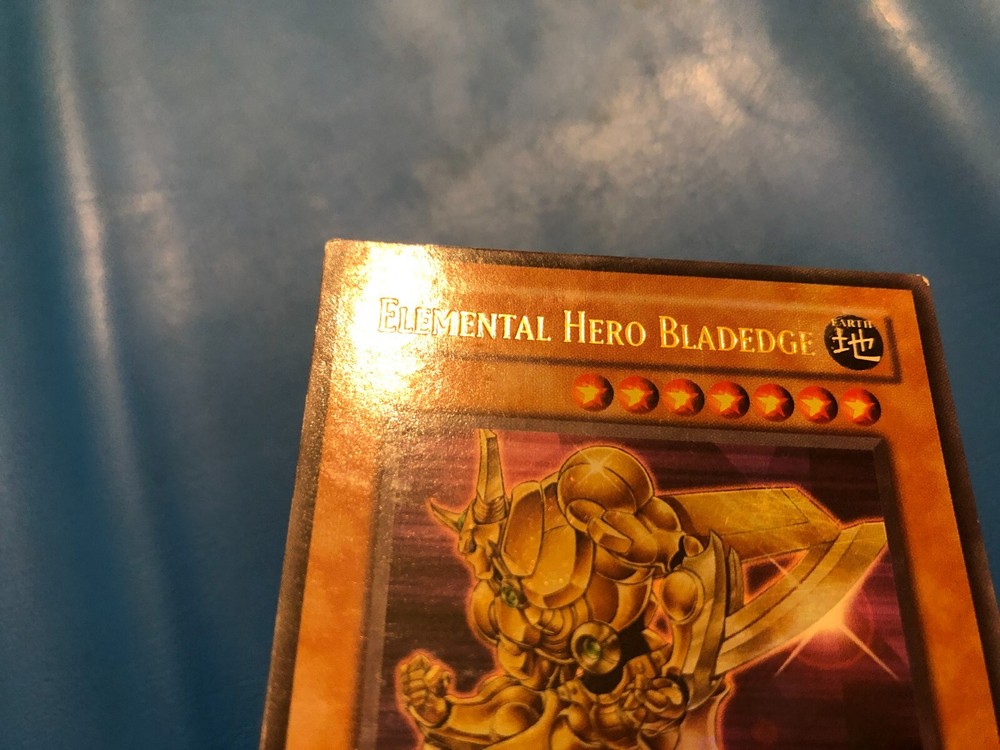 Elemental Hero Bladedge
EARTH
地